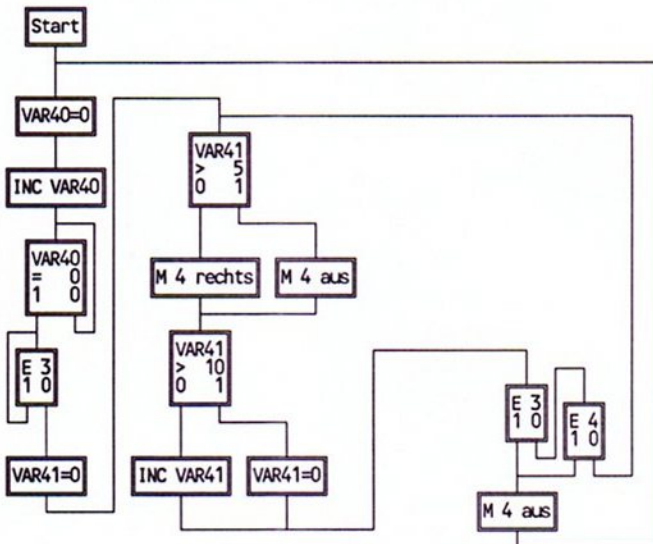 Start
VAR40=0
INC VAR40
VAR40
= 0
1 0
E 3
1 0
VAR41=0
VAR41
> 5
0 1
M 4 rechts
M 4 aus
VAR41
> 10
0 1
INC VAR41
VAR41=0
E 3
1 0
E 4
1 0
M 4 aus